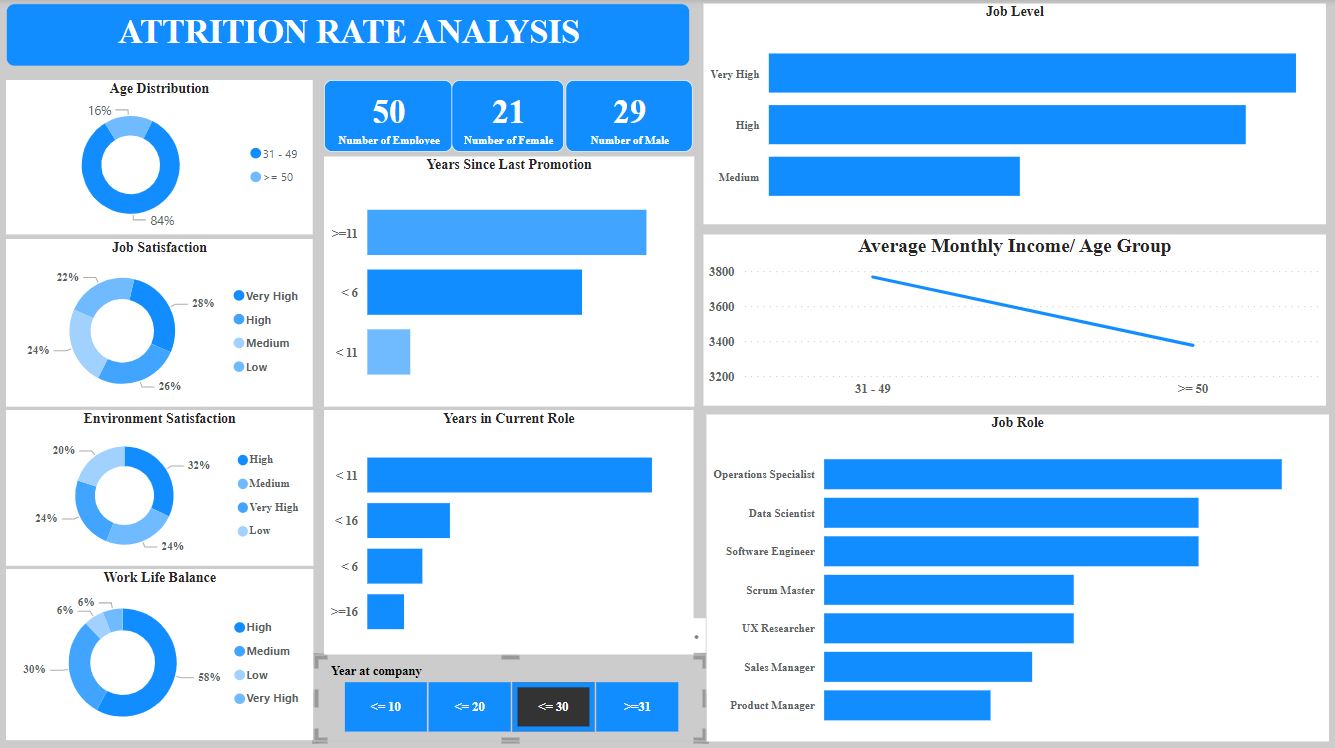 ATTRITION RATE ANALYSIS
Age Distribution
16%
84%
31 - 49
>= 50
Job Satisfaction
22%
28%
24%
26%
Very High
High
Medium
Low
Environment Satisfaction
20%
32%
24%
24%
High
Medium
Very High
Low
Work Life Balance
6%
6%
30%
58%
High
Medium
Low
Very High
50
Number of Employee
21
Number of Female
29
Number of Male
Years Since Last Promotion
>=11
< 6
< 11
Years in Current Role
< 11
< 16
< 6
>=16
Year at company
<= 10
<= 20
<= 30
>=31
Job Level
Very High
High
Medium
Average Monthly Income/ Age Group
3800
3600
3400
3200
31 - 49
>= 50
Job Role
Operations Specialist
Data Scientist
Software Engineer
Scrum Master
UX Researcher
Sales Manager
Product Manager